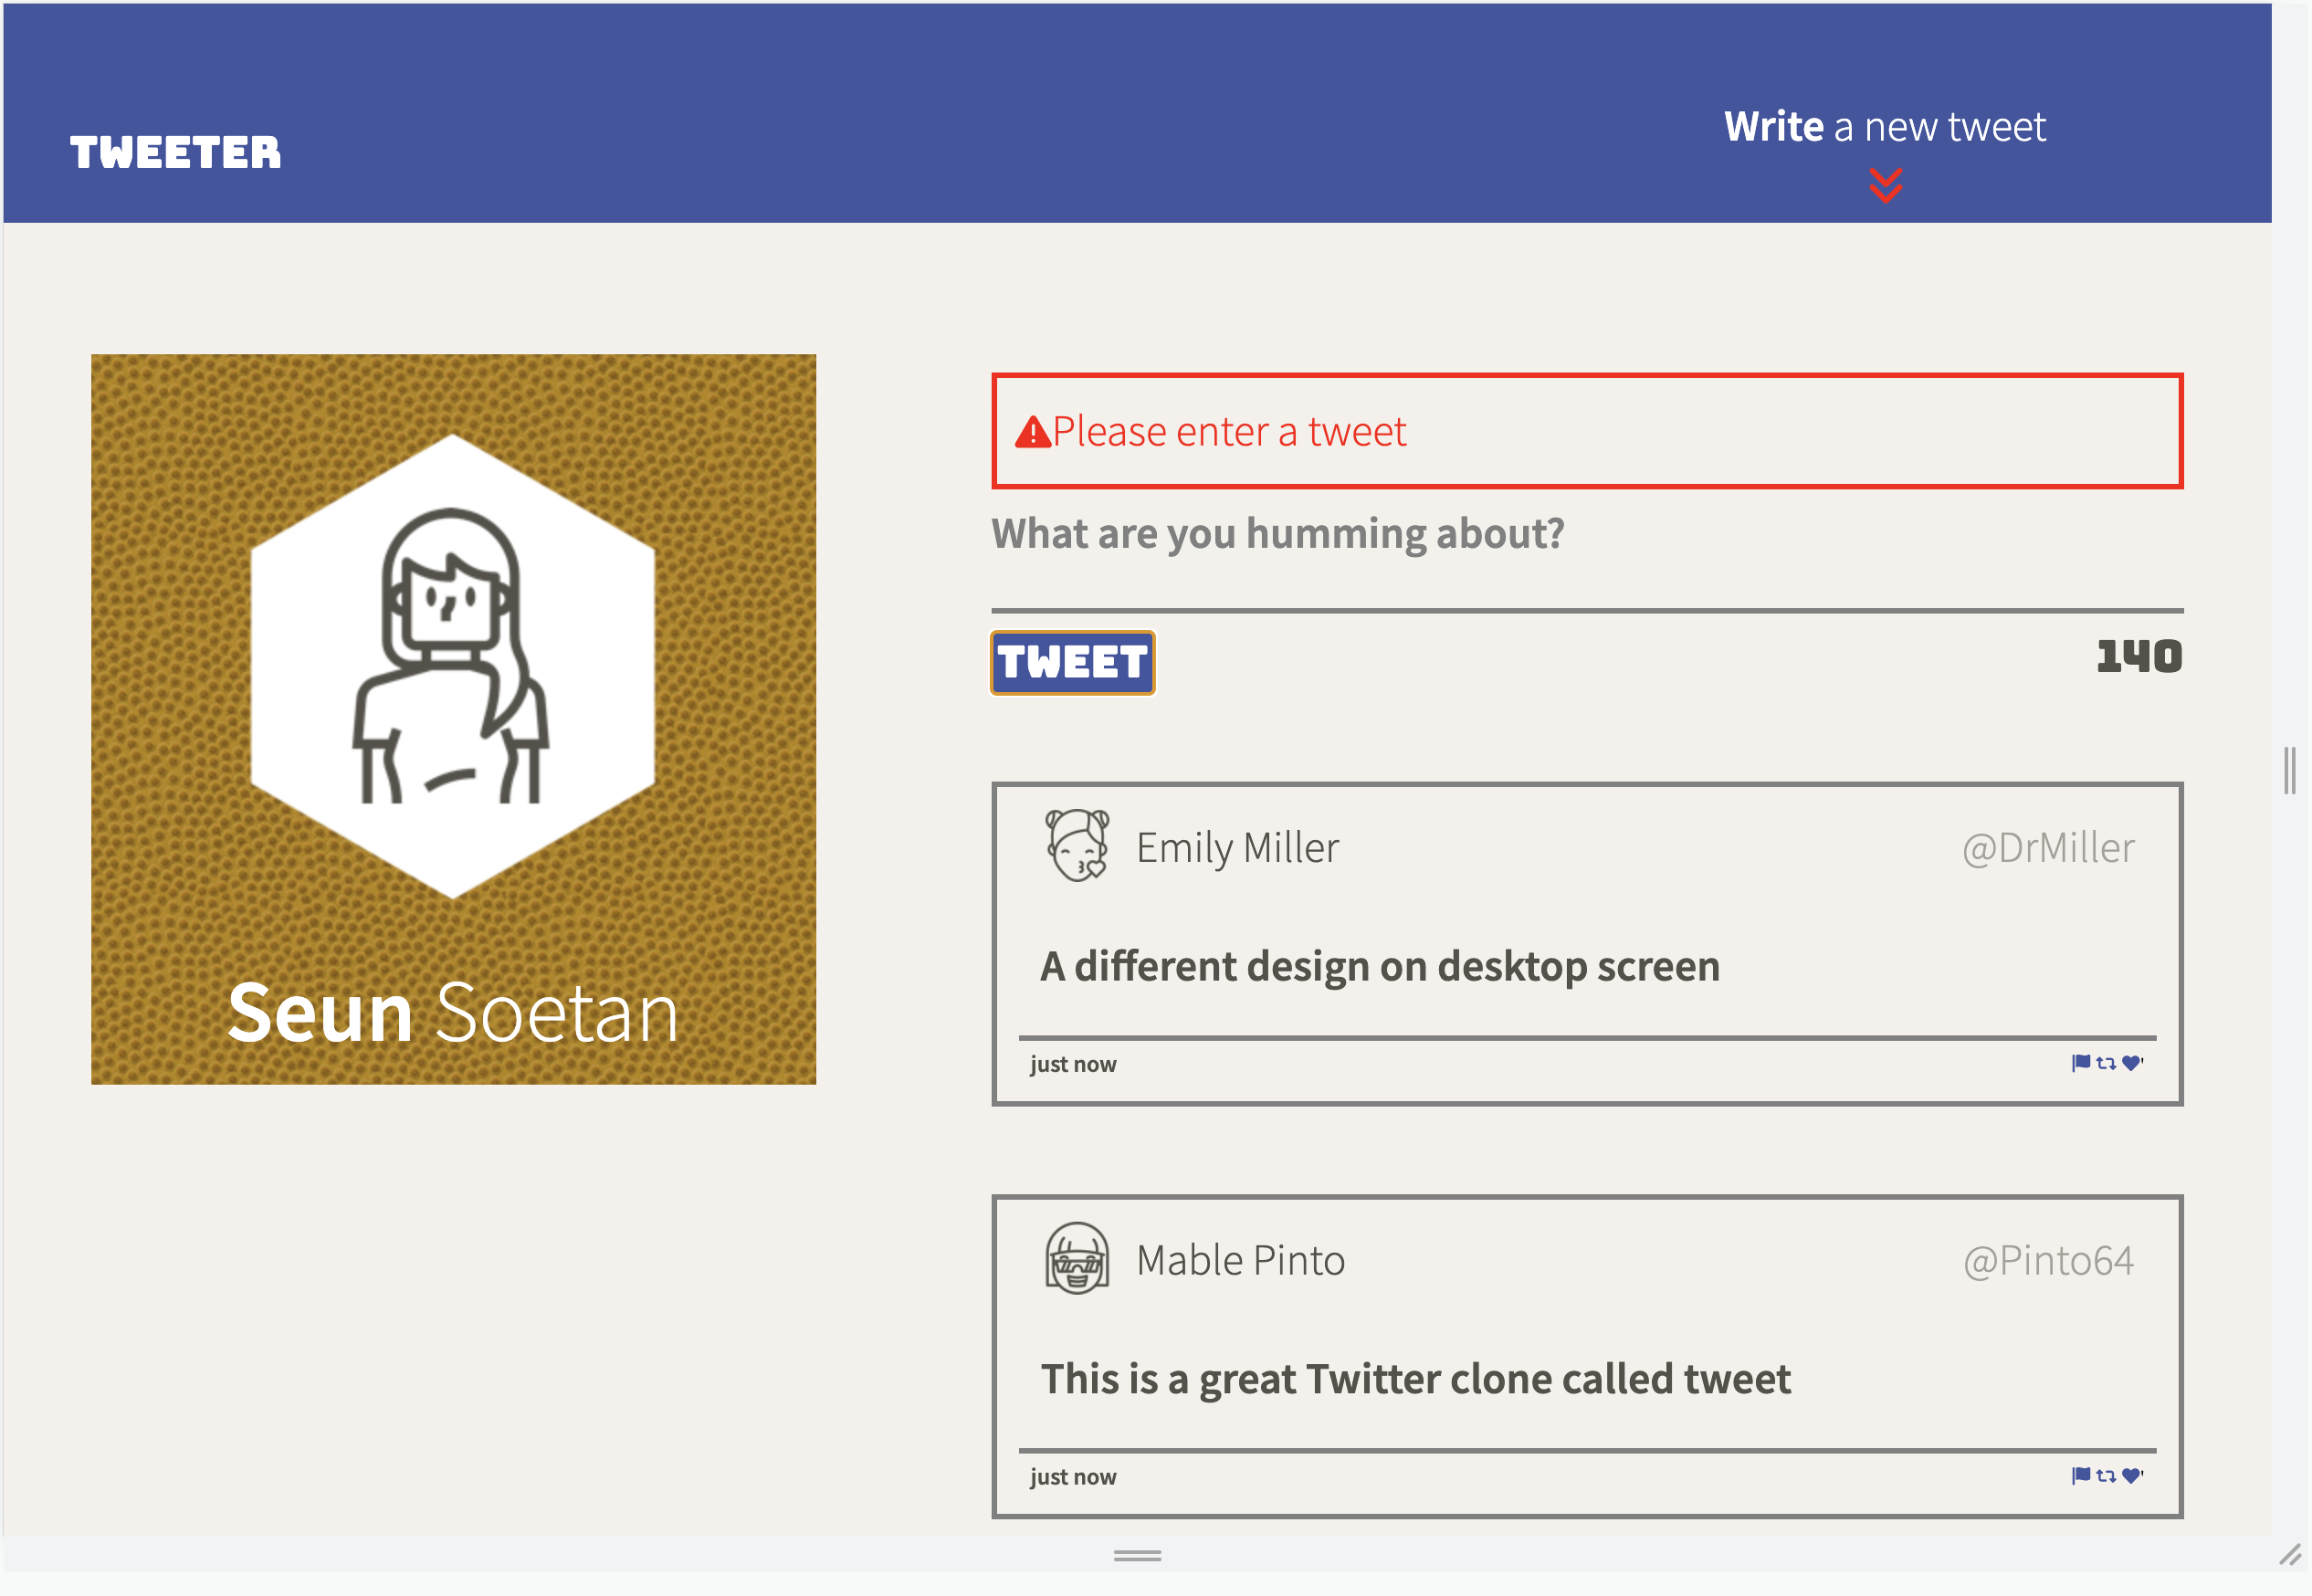 TWEETER
Write a new tweet
Seun Soetan
Please enter a tweet
What are you humming about?
TWEET
140
Emily Miller
@DrMiller
A different design on desktop screen
just now
'
Mable Pinto
@Pinto64
This is a great Twitter clone called tweet
just now
'